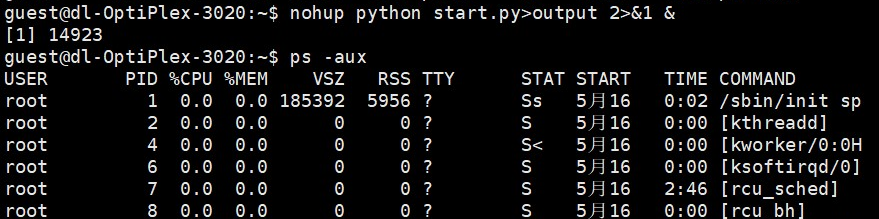 guest@dl-OptiPlex-3020:~$ nohup python start.py>output 2>&1 &
[1] 14923
guest@dl-OptiPlex-3020:~$ ps -aux
USER       PID %CPU %MEM    VSZ   RSS TTY      STAT START   TIME COMMAND
root         1  0.0  0.0 185392  5956 ?        Ss   5月16   0:02 /sbin/init sp
root         2  0.0  0.0      0     0 ?        S    5月16   0:00 [kthreadd]
root         4  0.0  0.0      0     0 ?        S<   5月16   0:00 [kworker/0:0H
root         6  0.0  0.0      0     0 ?        S    5月16   0:00 [ksoftirqd/0]
root         7  0.0  0.0      0     0 ?        S    5月16   2:46 [rcu_sched]
root         8  0.0  0.0      0     0 ?        S    5月16   0:00 [rcu_bh]